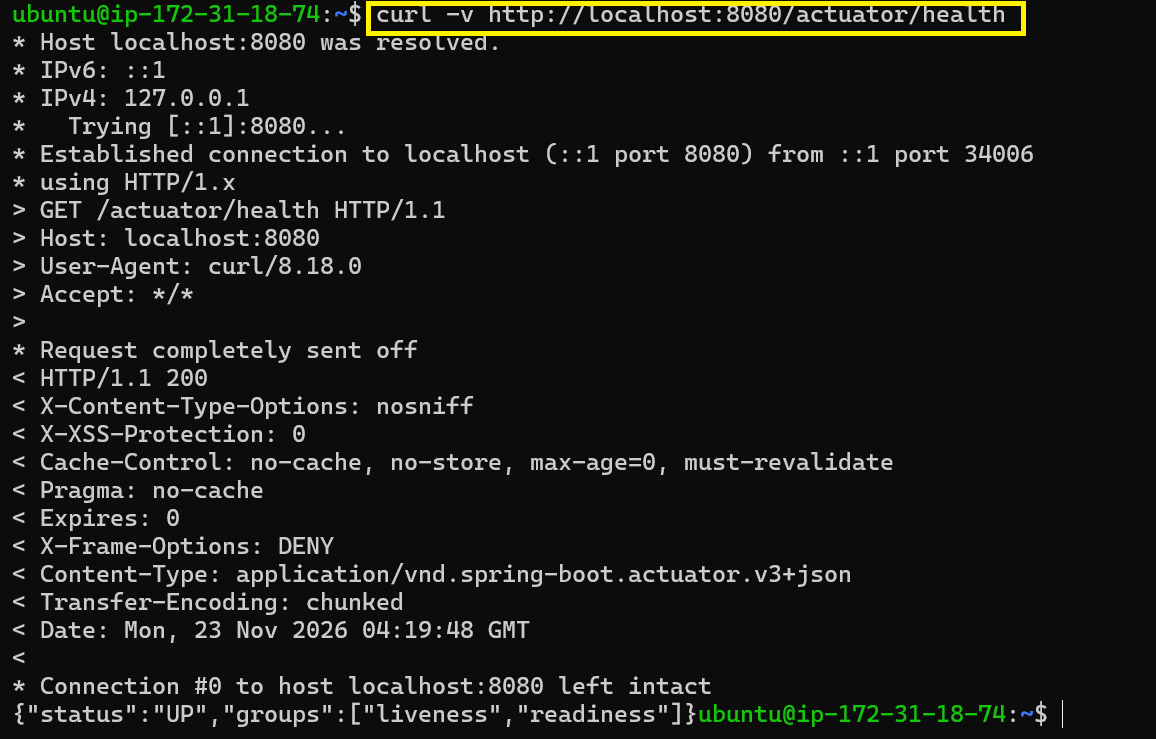 ubuntu@ip-172-31-18-74:~$ curl -v http://localhost:8080/actuator/health
* Host localhost:8080 was resolved.
* IPv6: ::1
* IPv4: 127.0.0.1
*   Trying [::1]:8080...
* Established connection to localhost (::1 port 8080) from ::1 port 34006
* using HTTP/1.x
> GET /actuator/health HTTP/1.1
> Host: localhost:8080
> User-Agent: curl/8.18.0
> Accept: */*
>
* Request completely sent off
< HTTP/1.1 200
< X-Content-Type-Options: nosniff
< X-XSS-Protection: 0
< Cache-Control: no-cache, no-store, max-age=0, must-revalidate
< Pragma: no-cache
< Expires: 0
< X-Frame-Options: DENY
< Content-Type: application/vnd.spring-boot.actuator.v3+json
< Transfer-Encoding: chunked
< Date: Mon, 23 Nov 2026 04:19:48 GMT
<
* Connection #0 to host localhost:8080 left intact
{"status":"UP","groups":["liveness","readiness"]}ubuntu@ip-172-31-18-74:~$